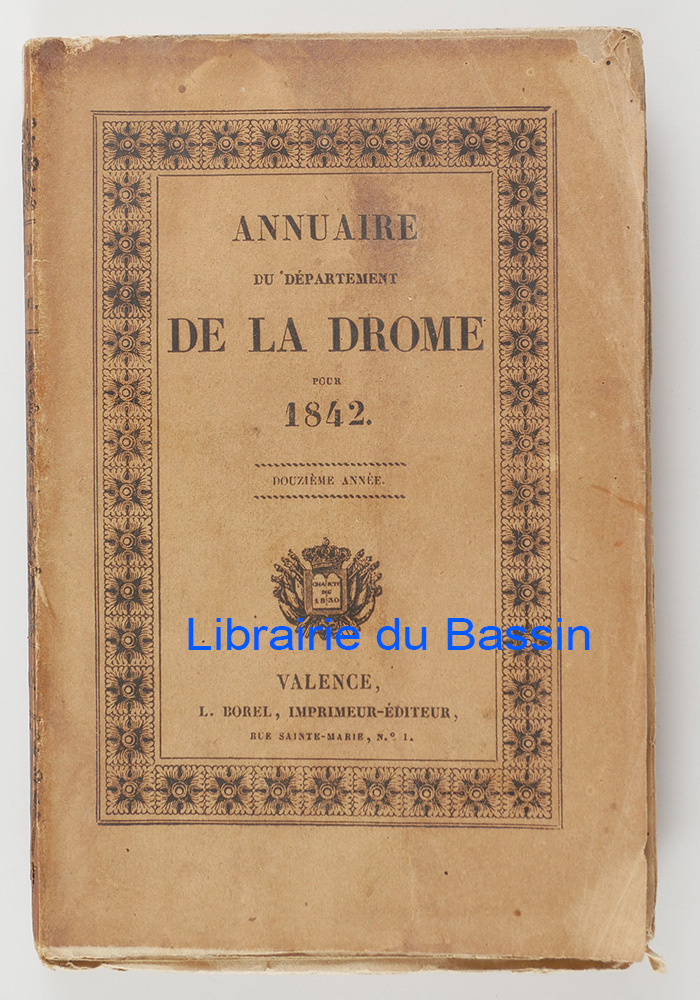 ANNUAIRE
DU DÉPARTEMENT
DE LA DROME
POUR
1842.
DOUZIÈME ANNÉE.
CHARTE
DE
1830
Librairie du Bassin
VALENCE,
L. BOREL, IMPRIMEUR-ÉDITEUR,
RUE SAINTE-MARIE, N.º 1.